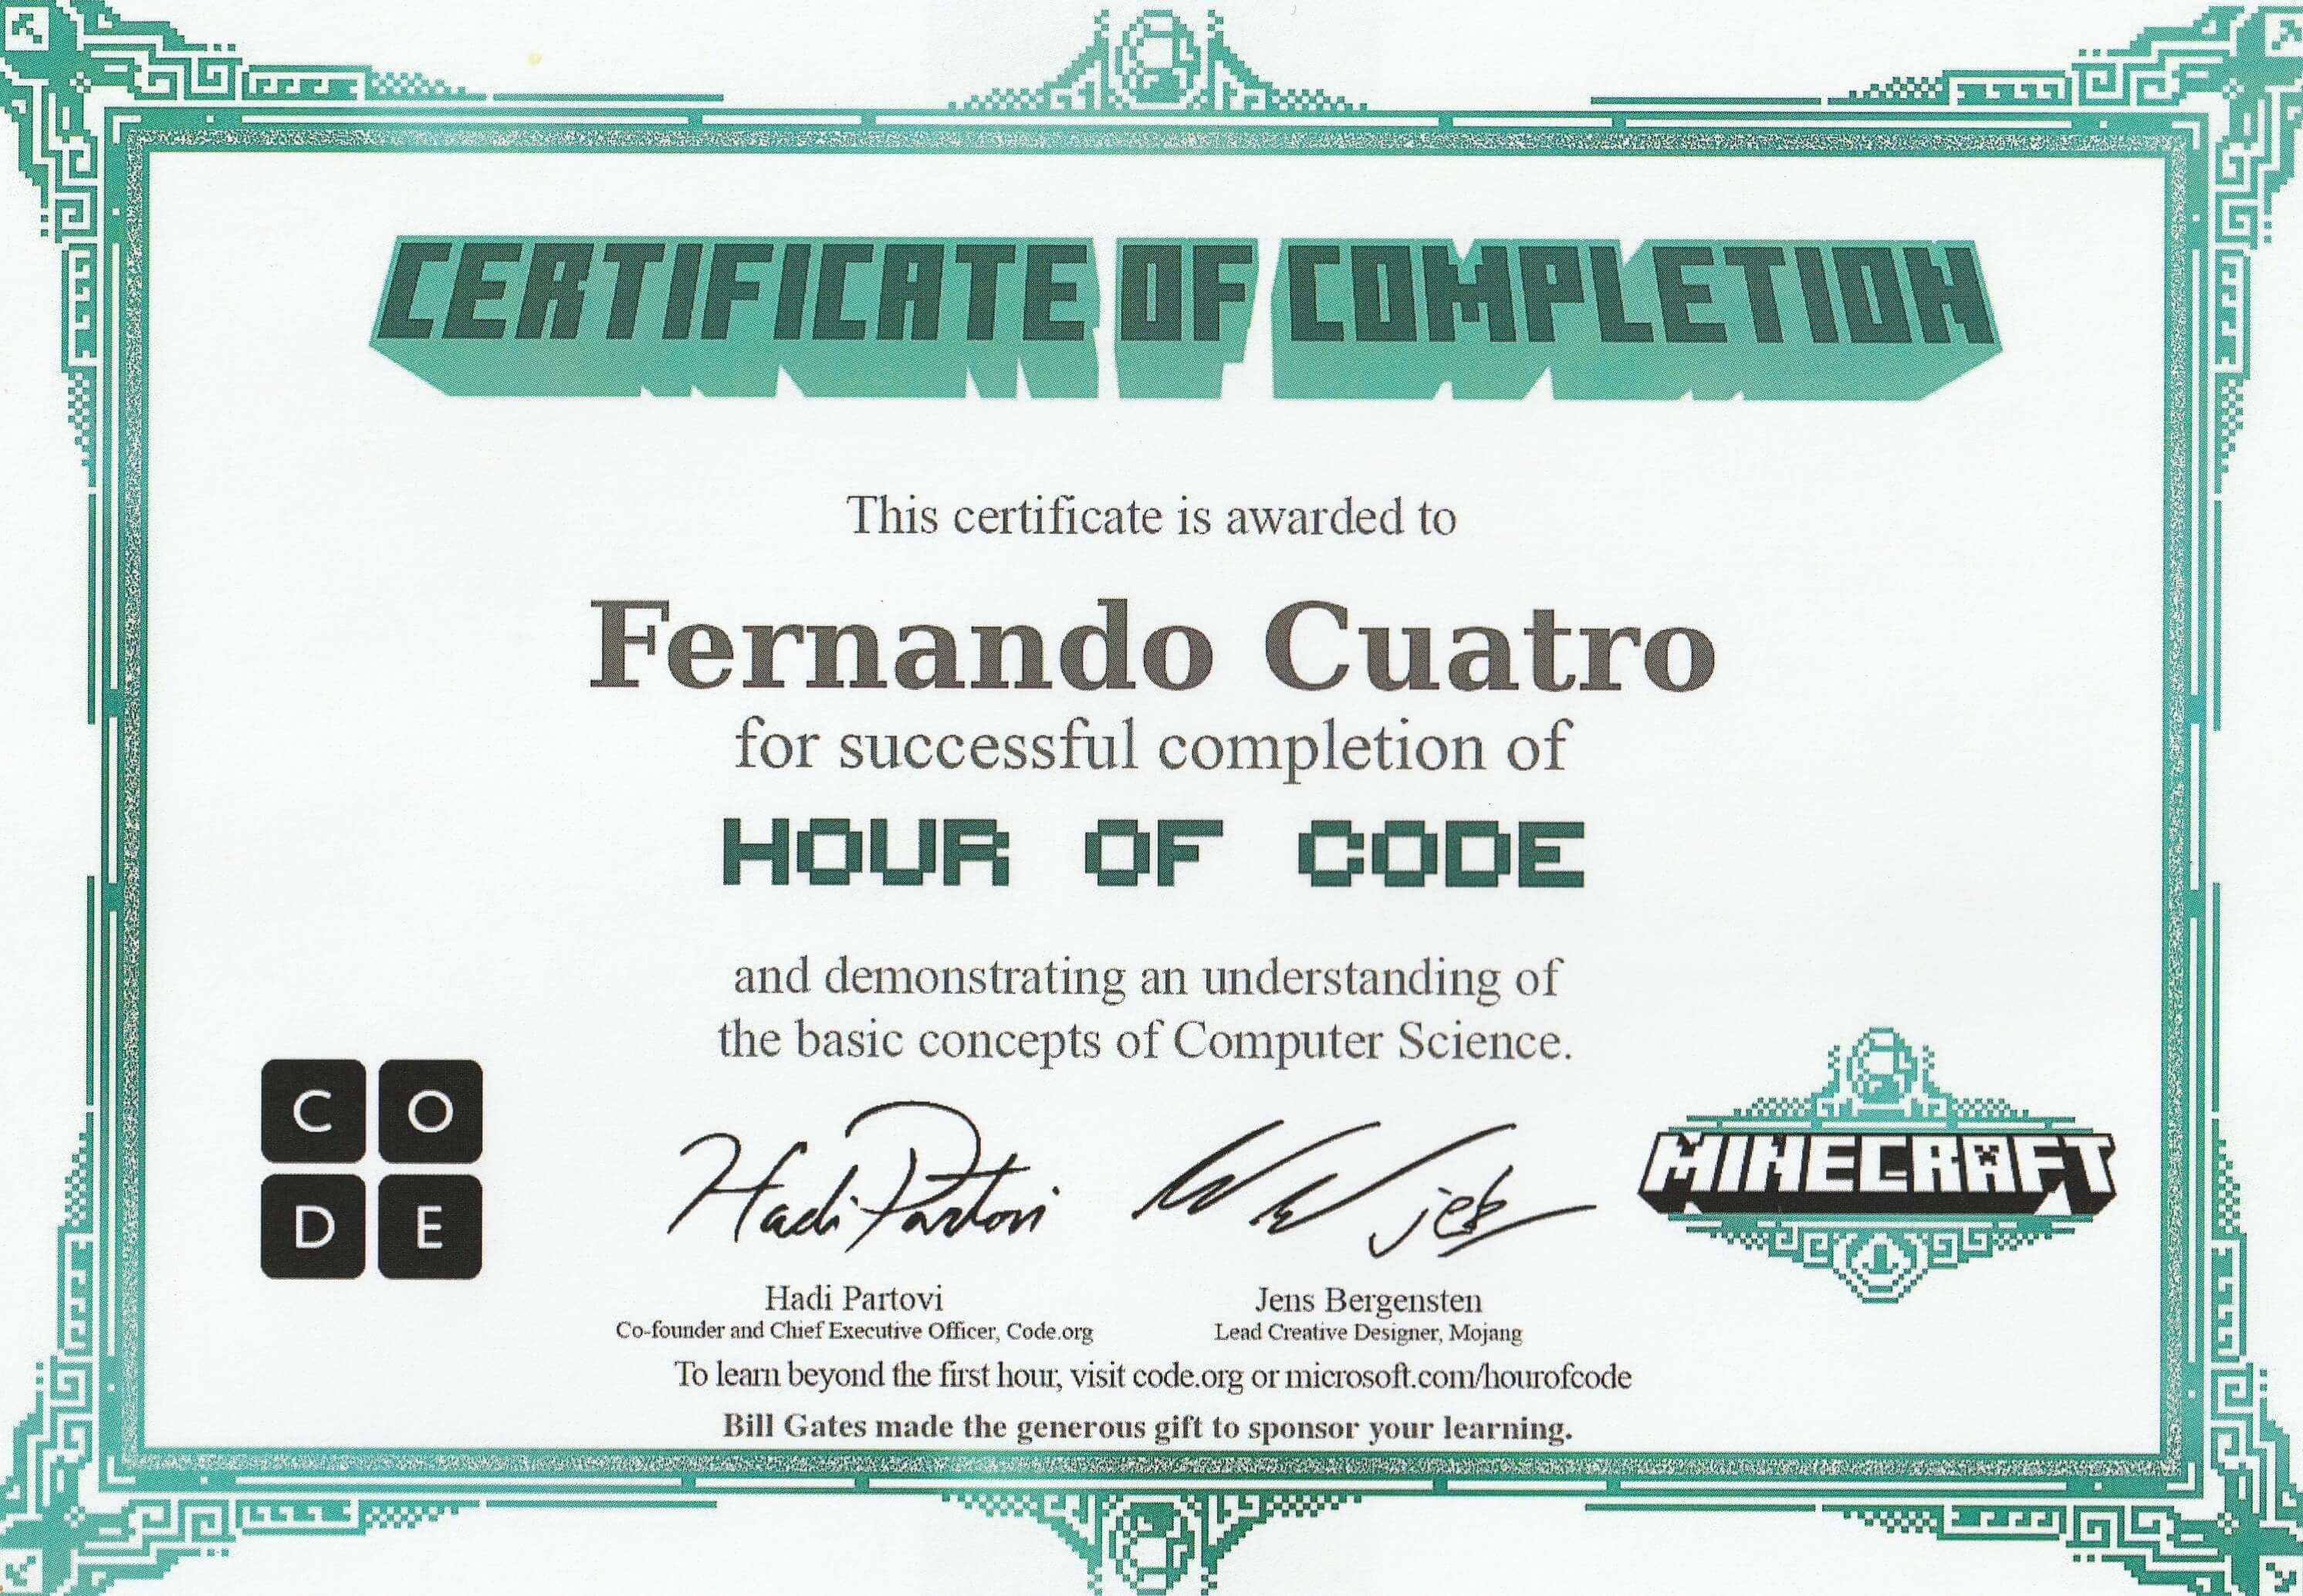 CERTIFICATE OF COMPLETION
This certificate is awarded to
Fernando Cuatro
for successful completion of
HOUR OF CODE
and demonstrating an understanding of
the basic concepts of Computer Science.
C O
D E
Hadi Partovi
jeb
MINECRAFT
Hadi Partovi
Co-founder and Chief Executive Officer, Code.org
Jens Bergensten
Lead Creative Designer, Mojang
To learn beyond the first hour, visit code.org or microsoft.com/hourofcode
Bill Gates made the generous gift to sponsor your learning.